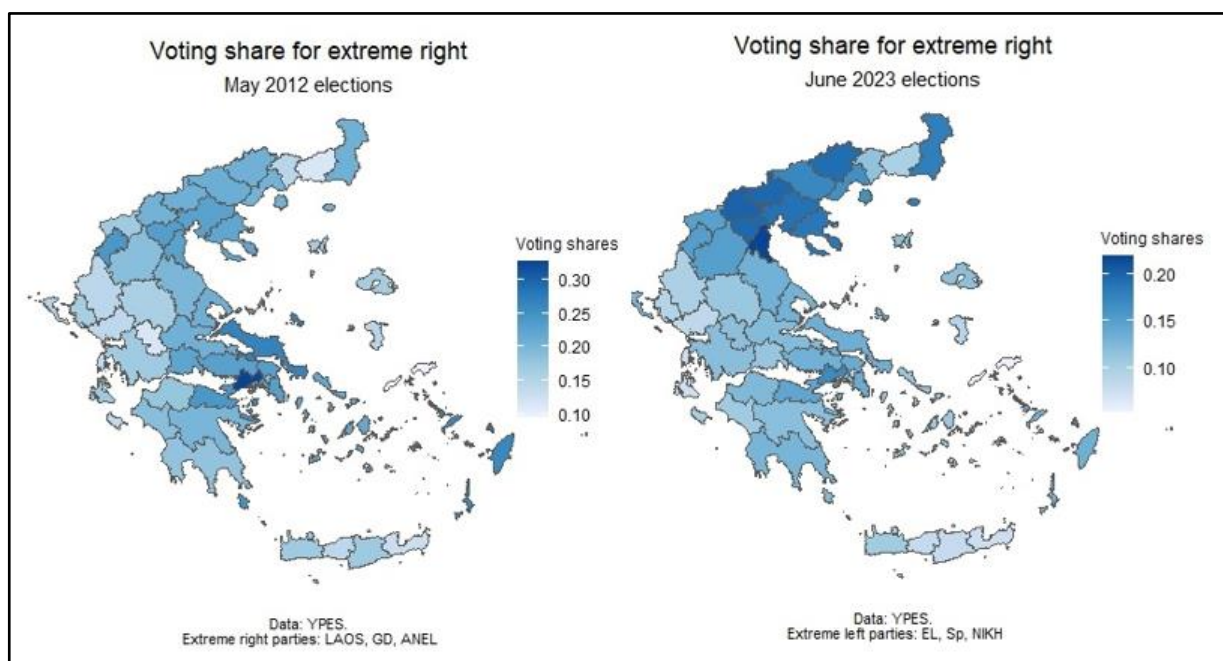 Voting share for extreme right
May 2012 elections
Voting shares
0.30
0.25
0.20
0.15
0.10
Data: YPES.
Extreme right parties: LAOS, GD, ANEL
Voting share for extreme right
June 2023 elections
Voting shares
0.20
0.15
0.10
Data: YPES.
Extreme left parties: EL, Sp, NIKH